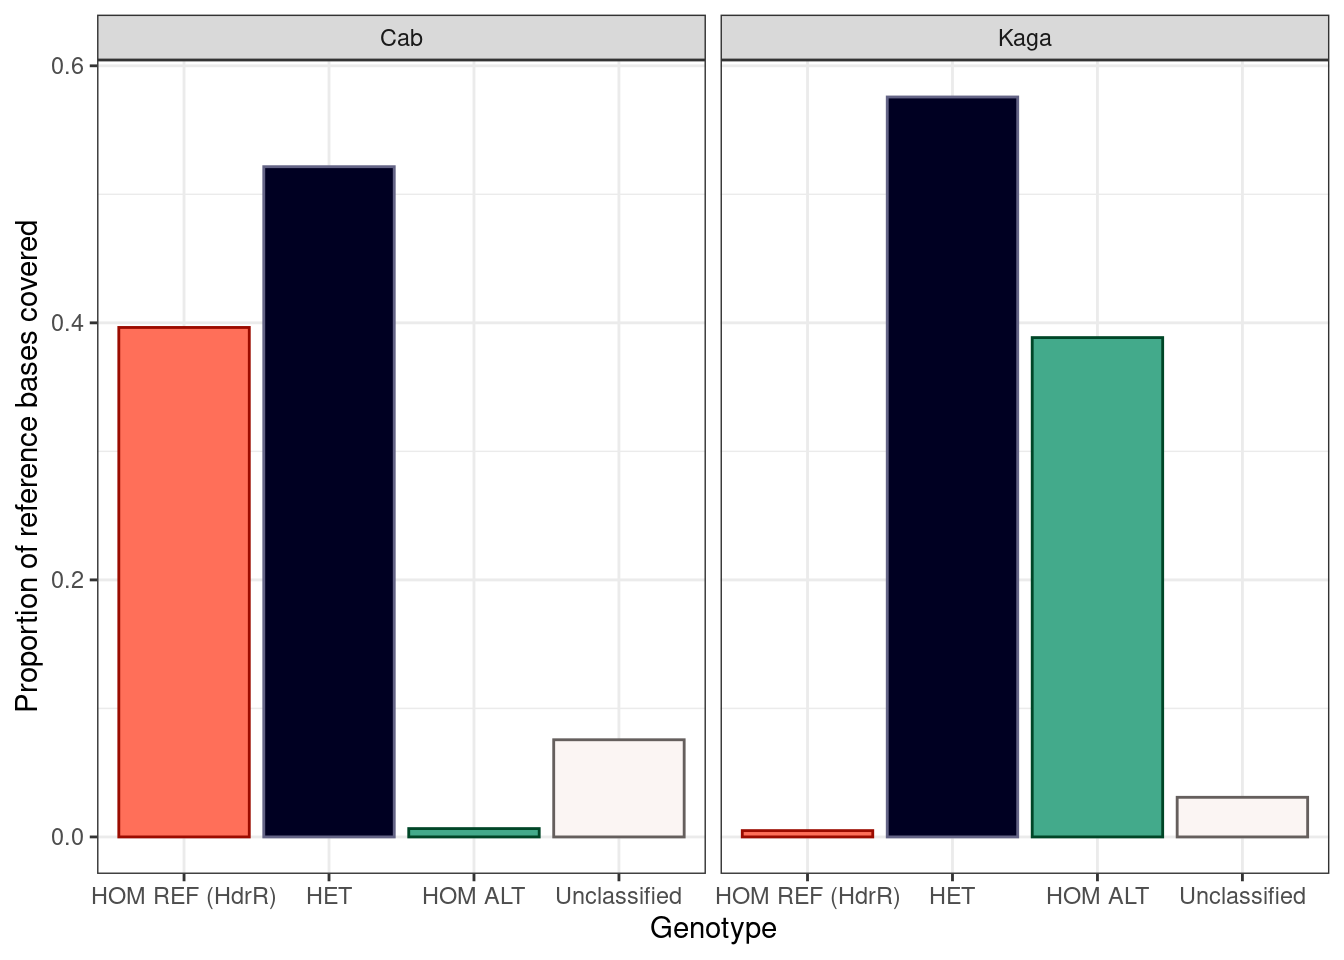 Cab
Kaga
Proportion of reference bases covered
0.6
0.4
0.2
0.0
HOM REF (HdrR) HET HOM ALT Unclassified
HOM REF (HdrR) HET HOM ALT Unclassified
Genotype